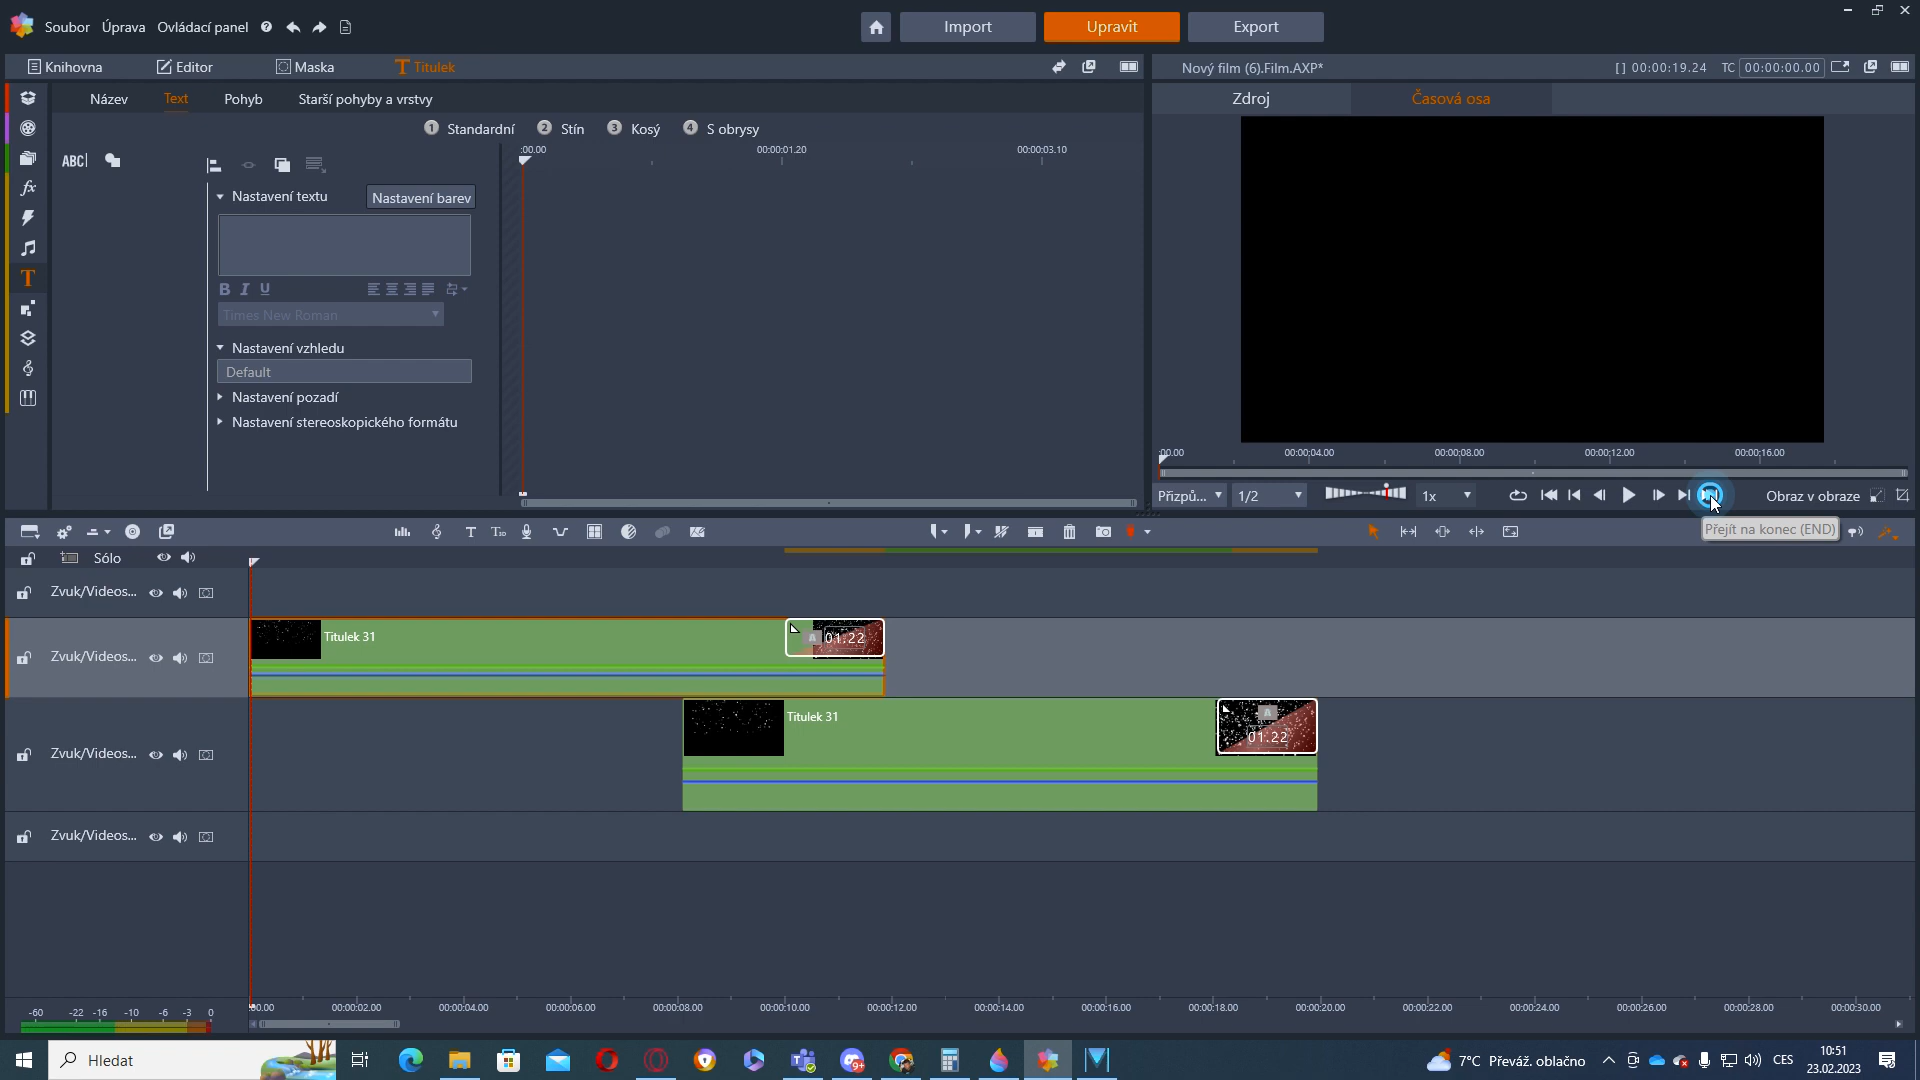 Soubor Úprava Ovládací panel
Import Upravit Export
Knihovna Editor Maska Titulek
Nový film (6).Film.AXP* [] 00:00:19.24 TC 00:00:00.00
Název Text Pohyb Starší pohyby a vrstvy
Zdroj Časová osa
1 Standardní 2 Stín 3 Kosý 4 S obrysy
ABC
:00.00 00:00:01.20 00:00:03.10
Nastavení textu Nastavení barev
B I U
Times New Roman
Nastavení vzhledu
Default
Nastavení pozadí
Nastavení stereoskopického formátu
:00.00 00:00:04.00 00:00:08.00 00:00:12.00 00:00:16.00
Přizpů... 1/2 1x Obraz v obraze
Přejít na konec (END)
Sólo
Zvuk/Videos...
Zvuk/Videos... Titulek 31 A 01.22
Zvuk/Videos... Titulek 31 A 01.22
Zvuk/Videos...
-60 -22 -16 -10 -6 -3 0
:00.00 00:00:02.00 00:00:04.00 00:00:06.00 00:00:08.00 00:00:10.00 00:00:12.00 00:00:14.00 00:00:16.00 00:00:18.00 00:00:20.00 00:00:22.00 00:00:24.00 00:00:26.00 00:00:28.00 00:00:30.00
Hledat 9+ 7°C Převáž. oblačno CES 10:51
23.02.2023